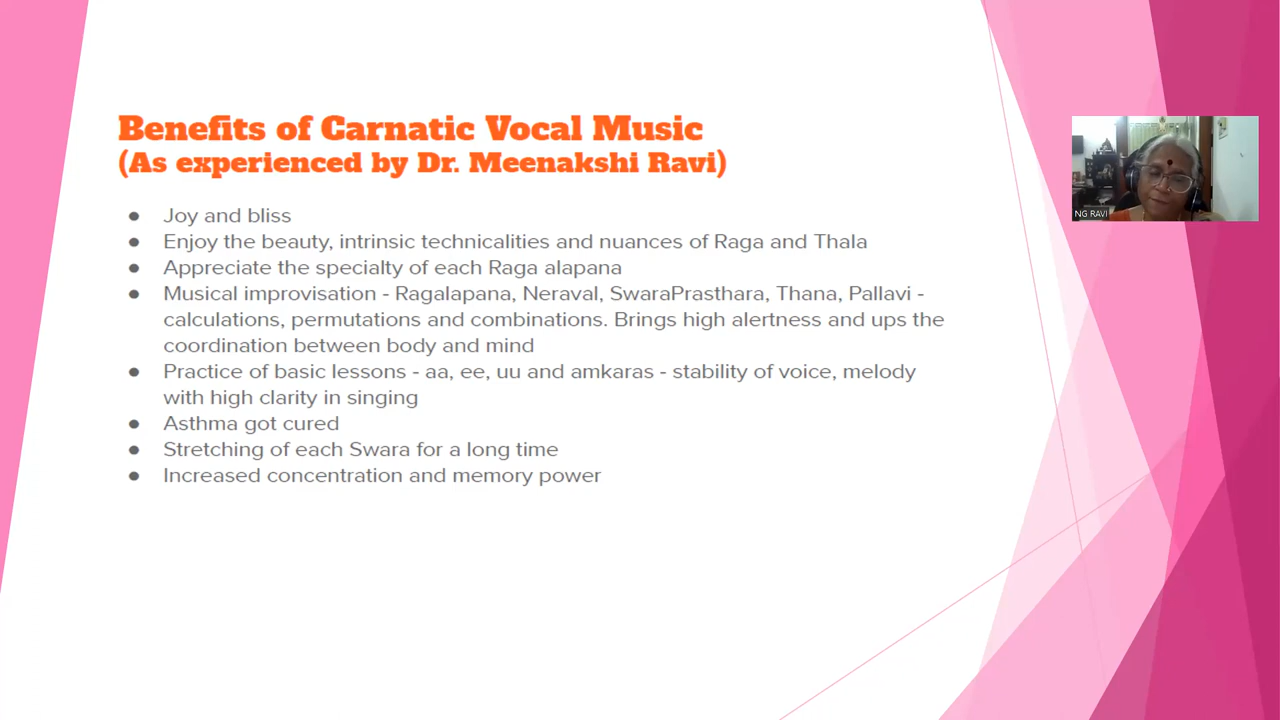 Benefits of Carnatic Vocal Music
(As experienced by Dr. Meenakshi Ravi)
● Joy and bliss
● Enjoy the beauty, intrinsic technicalities and nuances of Raga and Thala
● Appreciate the specialty of each Raga alapana
● Musical improvisation - Ragalapana, Neraval, SwaraPrasthara, Thana, Pallavi -
calculations, permutations and combinations. Brings high alertness and ups the
coordination between body and mind
● Practice of basic lessons - aa, ee, uu and amkaras - stability of voice, melody
with high clarity in singing
● Asthma got cured
● Stretching of each Swara for a long time
● Increased concentration and memory power
NG RAVI